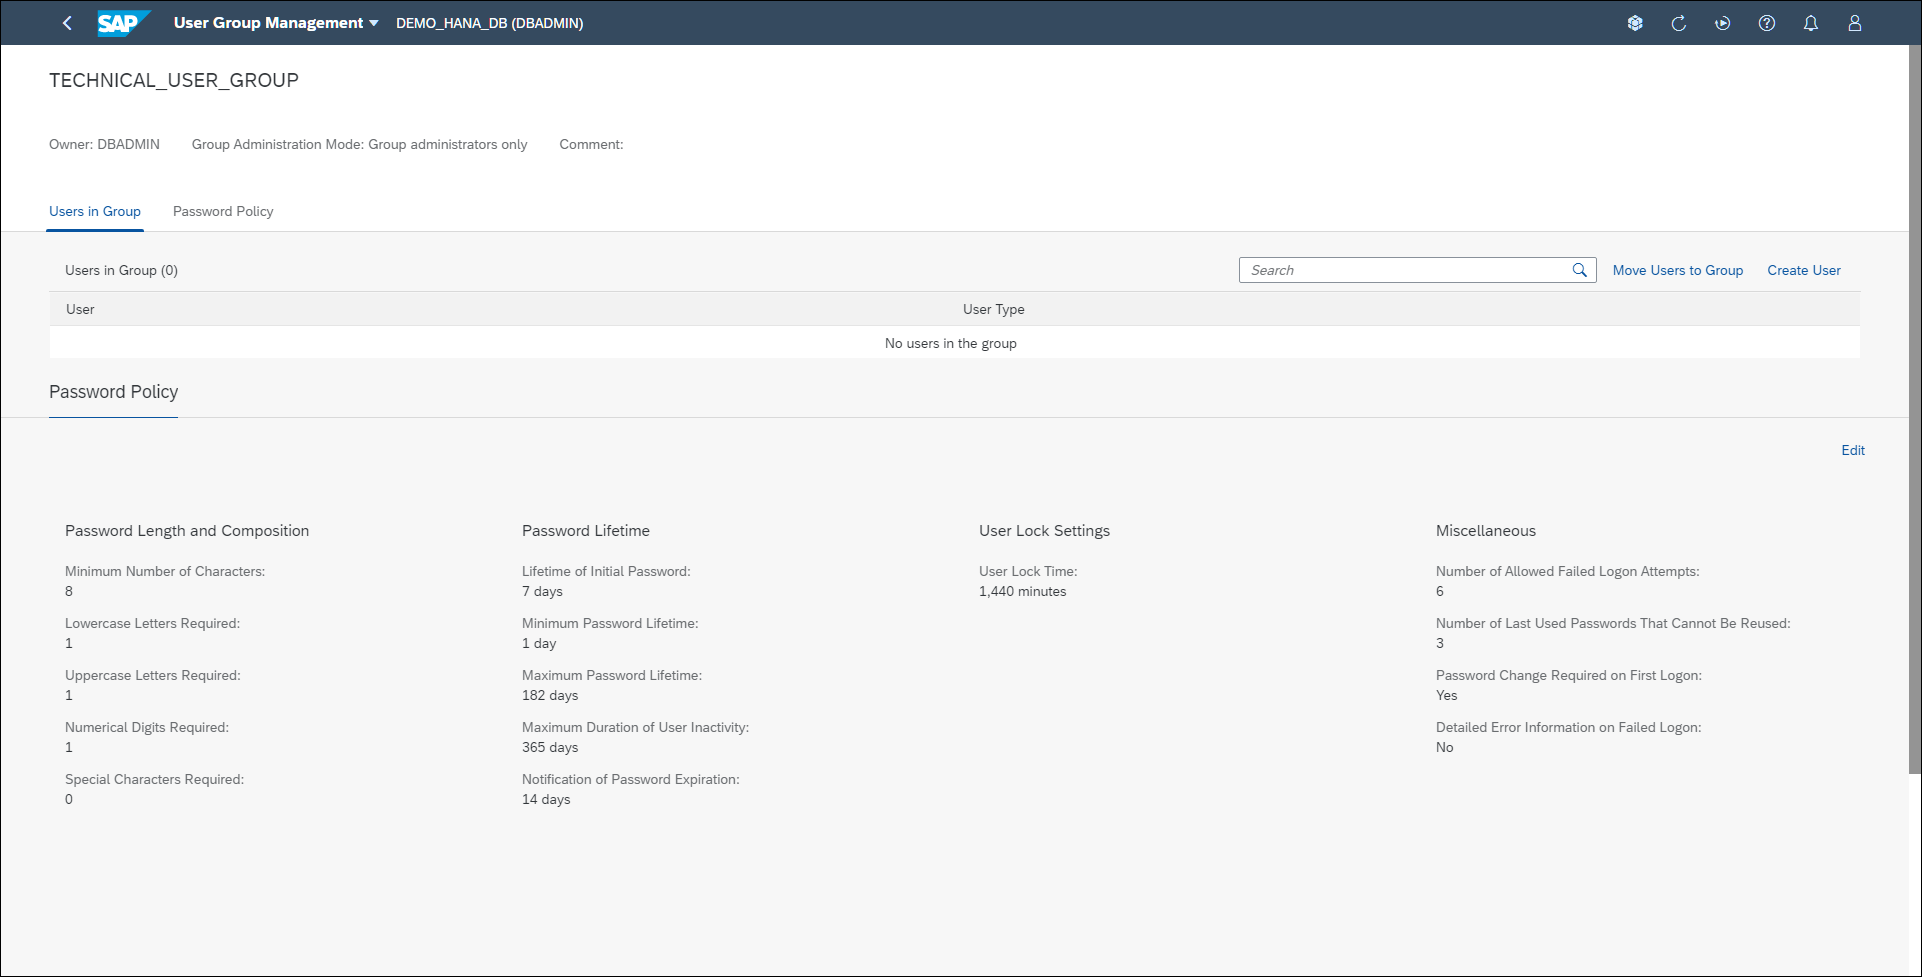 SAP User Group Management DEMO_HANA_DB (DBADMIN)
TECHNICAL_USER_GROUP
Owner: DBADMIN Group Administration Mode: Group administrators only Comment:
Users in Group Password Policy
Users in Group (0) Search Move Users to Group Create User
User User Type
No users in the group
Password Policy
Edit
Password Length and Composition
Minimum Number of Characters:
8
Lowercase Letters Required:
1
Uppercase Letters Required:
1
Numerical Digits Required:
1
Special Characters Required:
0
Password Lifetime
Lifetime of Initial Password:
7 days
Minimum Password Lifetime:
1 day
Maximum Password Lifetime:
182 days
Maximum Duration of User Inactivity:
365 days
Notification of Password Expiration:
14 days
User Lock Settings
User Lock Time:
1,440 minutes
Miscellaneous
Number of Allowed Failed Logon Attempts:
6
Number of Last Used Passwords That Cannot Be Reused:
3
Password Change Required on First Logon:
Yes
Detailed Error Information on Failed Logon:
No